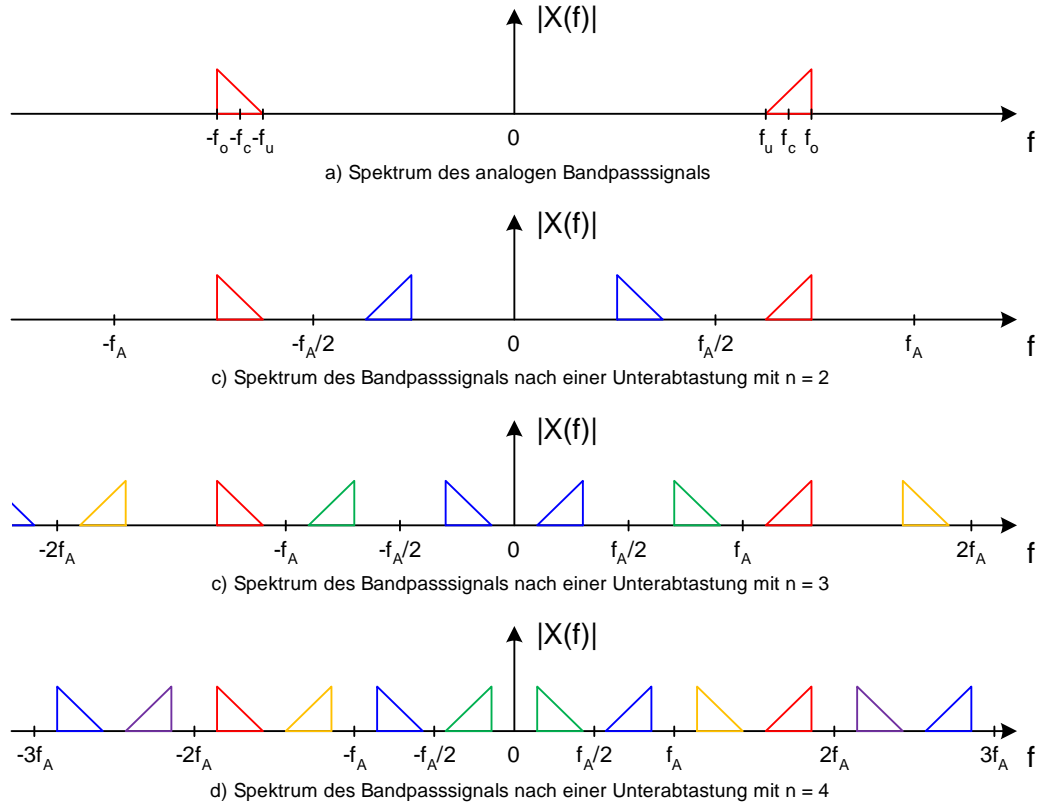 |X(f)|
-f_o -f_c -f_u 0 f_u f_c f_o f
a) Spektrum des analogen Bandpasssignals
|X(f)|
-f_A -f_A/2 0 f_A/2 f_A f
c) Spektrum des Bandpasssignals nach einer Unterabtastung mit n = 2
|X(f)|
-2f_A -f_A -f_A/2 0 f_A/2 f_A 2f_A f
c) Spektrum des Bandpasssignals nach einer Unterabtastung mit n = 3
|X(f)|
-3f_A -2f_A -f_A -f_A/2 0 f_A/2 f_A 2f_A 3f_A f
d) Spektrum des Bandpasssignals nach einer Unterabtastung mit n = 4